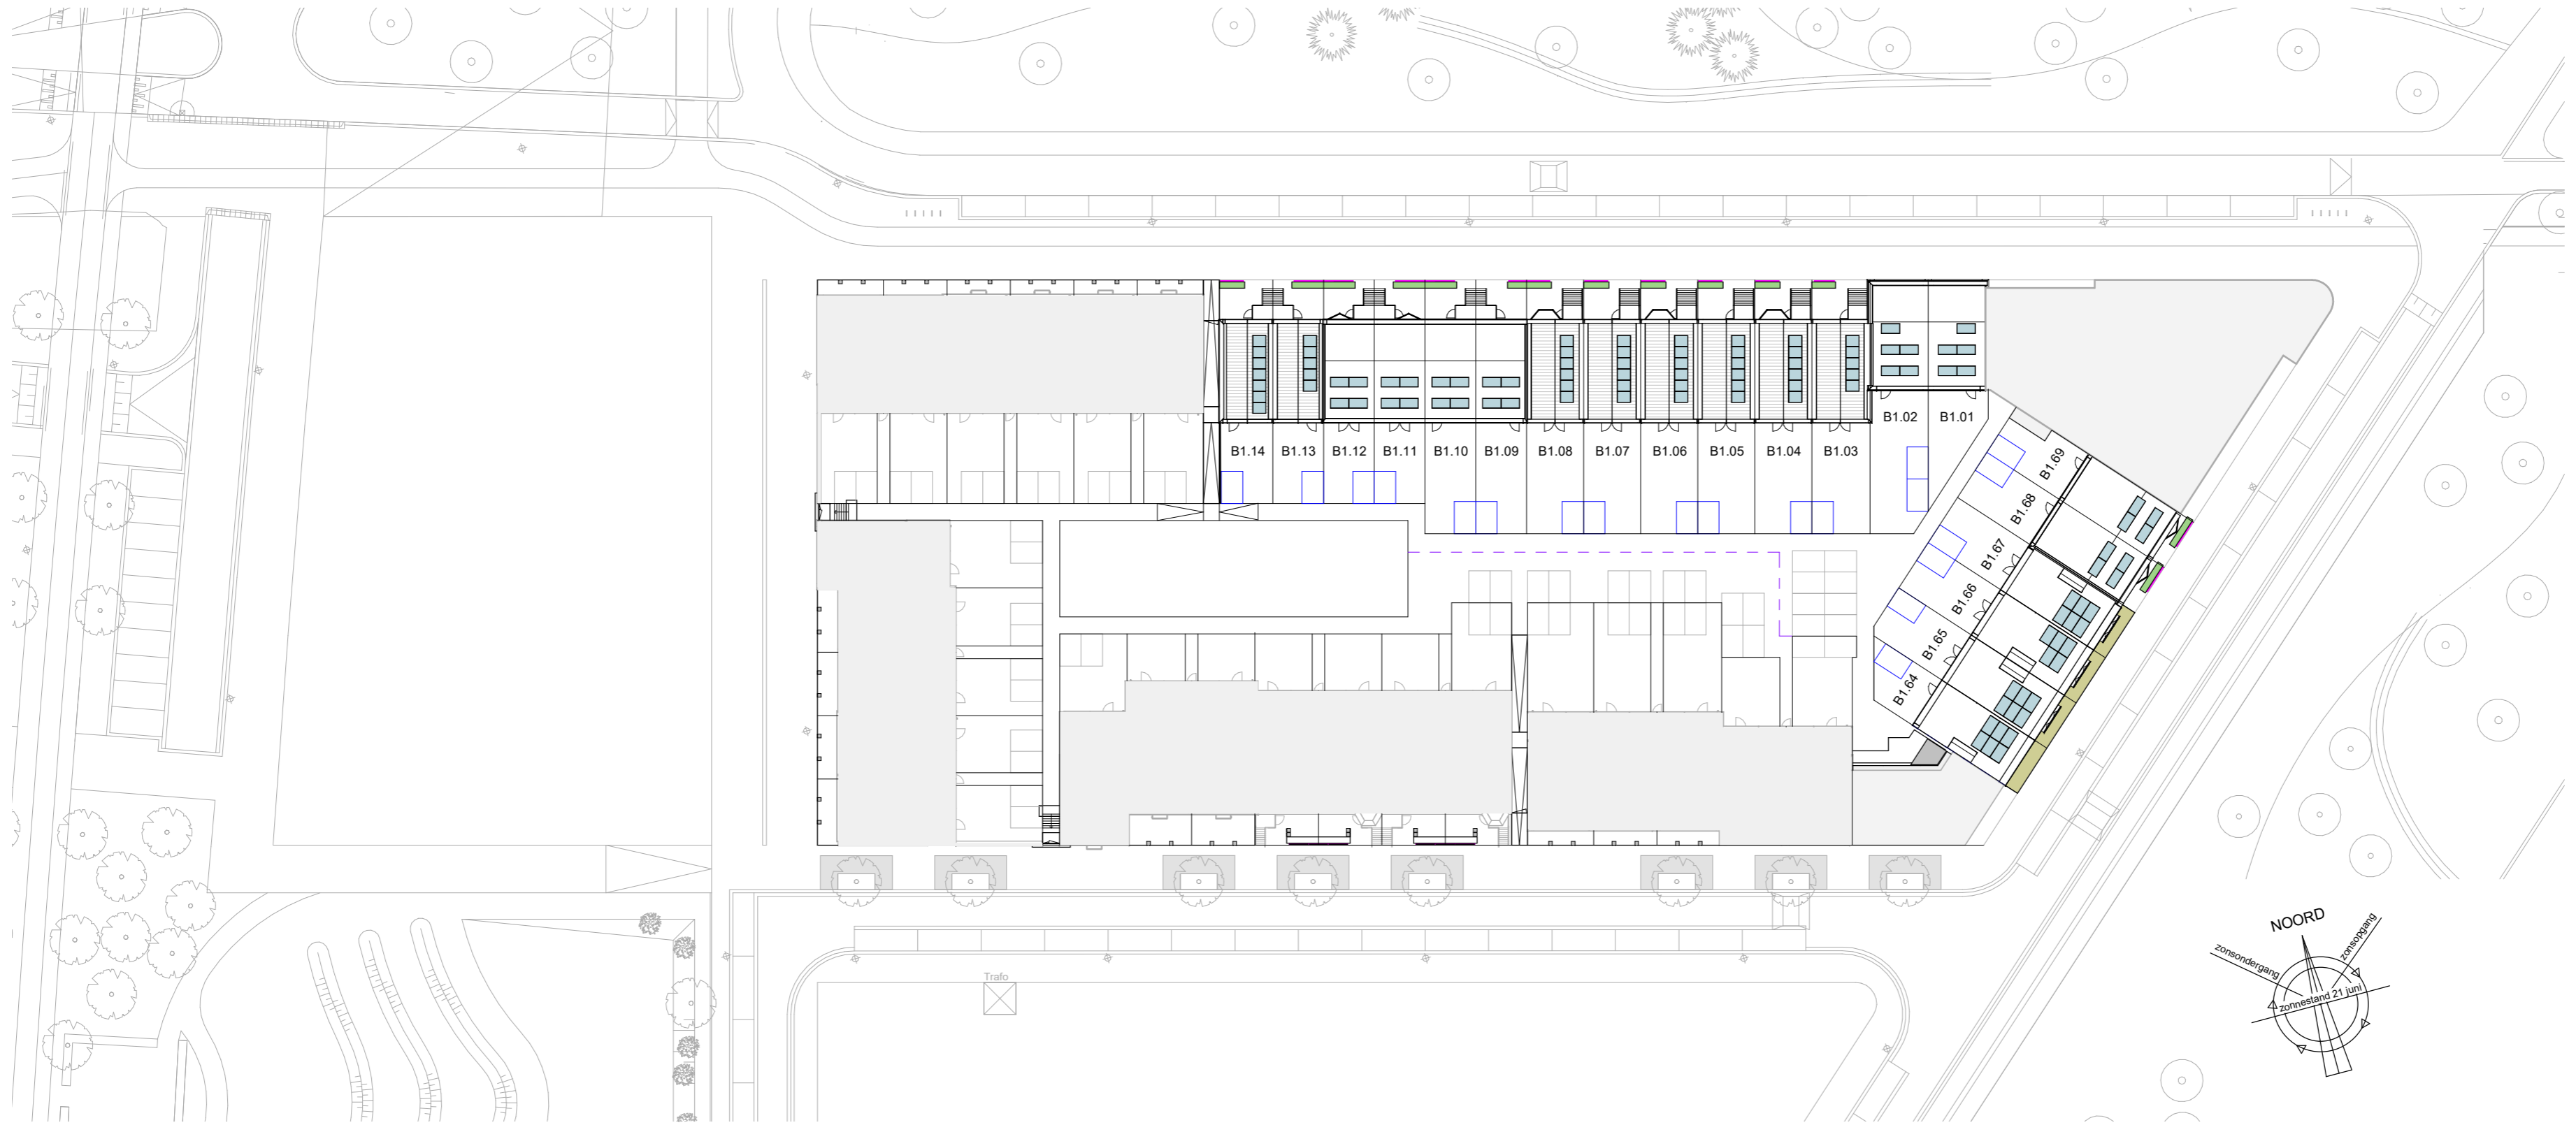 B1.02
B1.01
B1.14
B1.13
B1.12
B1.11
B1.10
B1.09
B1.08
B1.07
B1.06
B1.05
B1.04
B1.03
B1.69
B1.68
B1.67
B1.66
B1.65
B1.64
NOORD
zonsopgang
zonsondergang
zonnestand 21 juni
Trafo